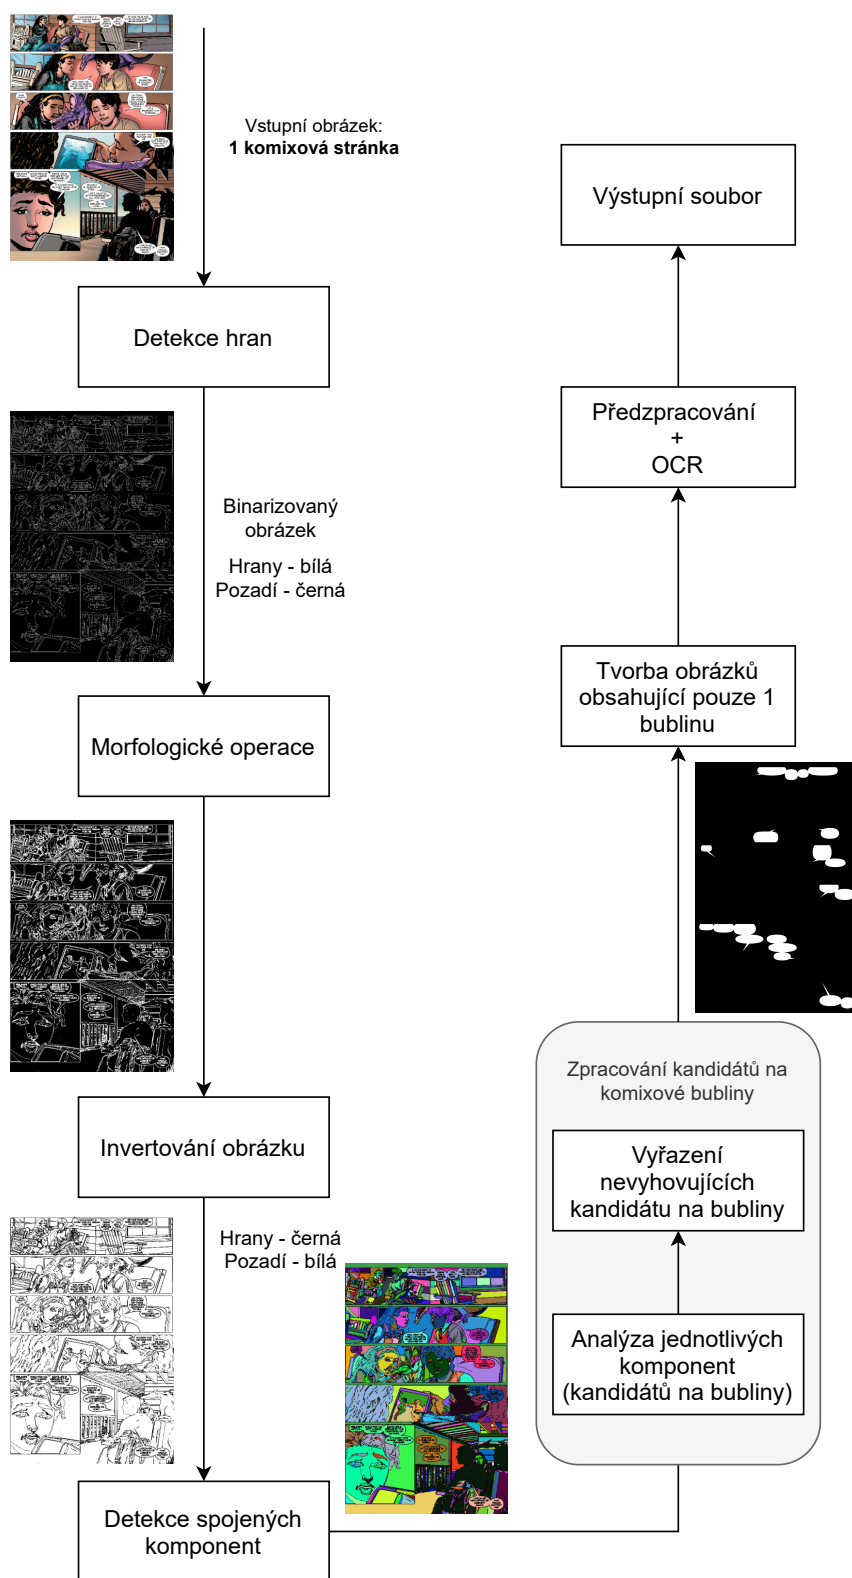 Vstupní obrázek:
1 komixová stránka
Detekce hran
Binarizovaný
obrázek
Hrany - bílá
Pozadí - černá
Morfologické operace
Invertování obrázku
Hrany - černá
Pozadí - bílá
Detekce spojených
komponent
Zpracování kandidátů na
komixové bubliny
Analýza jednotlivých
komponent
(kandidátů na bubliny)
Vyřazení
nevyhovujících
kandidátu na bubliny
Tvorba obrázků
obsahující pouze 1
bublinu
Předzpracování
+
OCR
Výstupní soubor